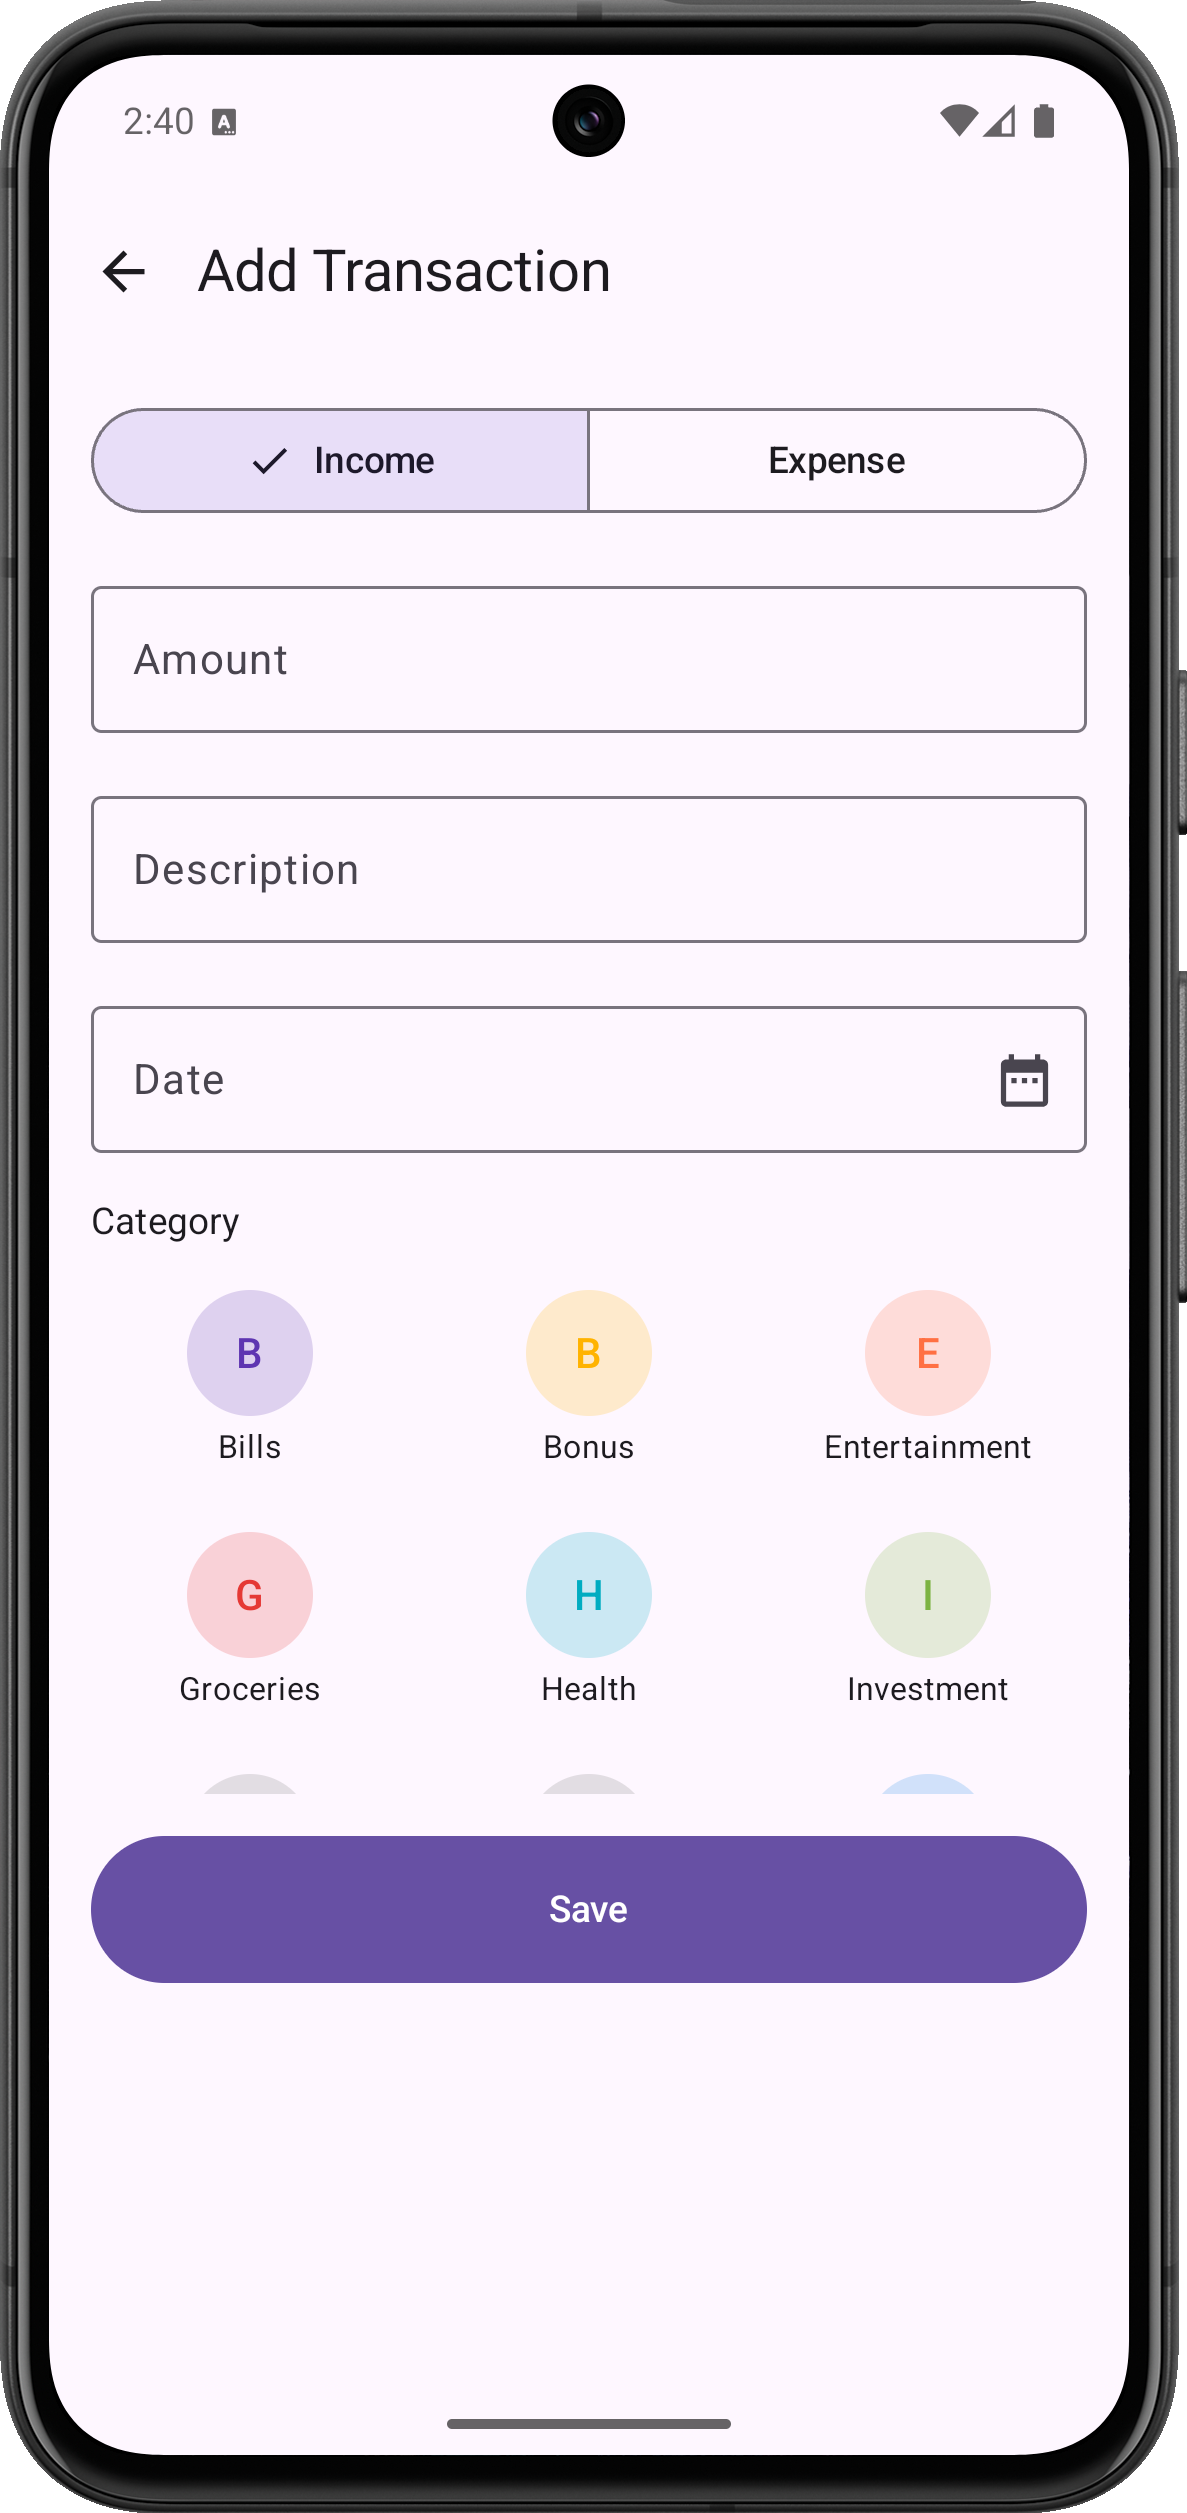 2:40 A
Add Transaction
Income Expense
Amount
Description
Date
Category
B B E
Bills Bonus Entertainment
G H I
Groceries Health Investment
Save